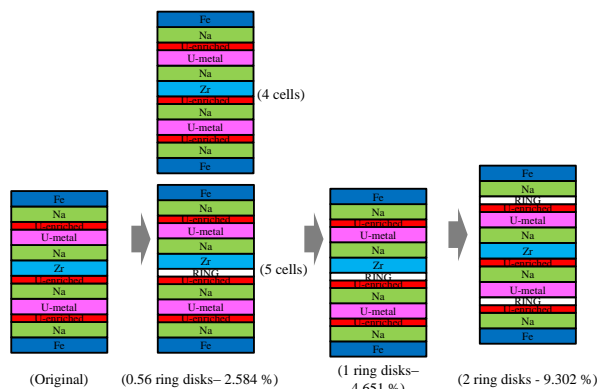 Fe
Na
U-enriched
U-metal
Na
Zr
U-enriched
Na
U-metal
U-enriched
Na
Fe
(4 cells)
Fe
Na
U-enriched
U-metal
Na
Zr
U-enriched
Na
U-metal
U-enriched
Na
Fe
(Original)
Fe
Na
U-enriched
U-metal
Na
Zr
RING
U-enriched
Na
U-metal
U-enriched
Na
Fe
(5 cells)
(0.56 ring disks– 2.584 %)
Fe
Na
U-enriched
U-metal
Na
Zr
RING
U-enriched
Na
U-metal
U-enriched
Na
Fe
(1 ring disks–
4.651 %)
Fe
Na
RING
U-enriched
U-metal
Na
Zr
U-enriched
Na
U-metal
RING
U-enriched
Na
Fe
(2 ring disks - 9.302 %)